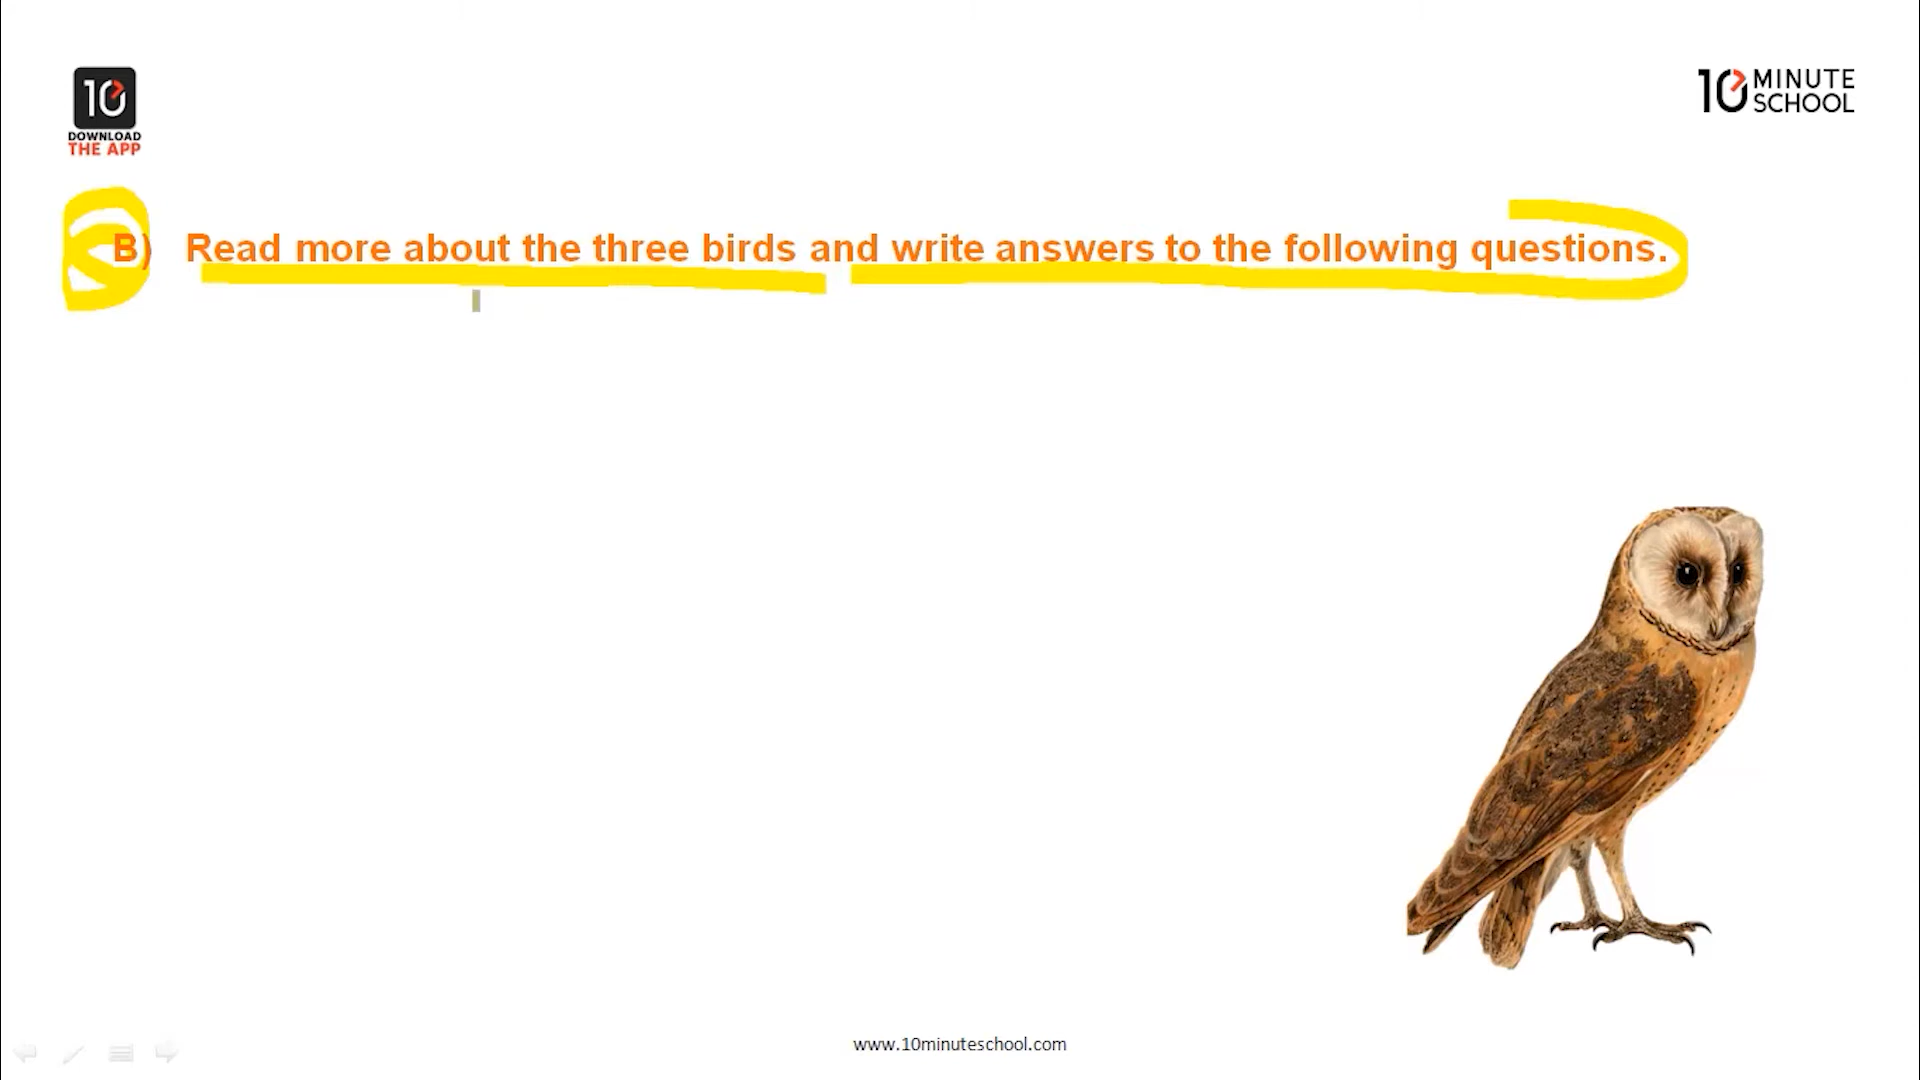 10
DOWNLOAD
THE APP
10 MINUTE
SCHOOL
B) Read more about the three birds and write answers to the following questions.
www.10minuteschool.com